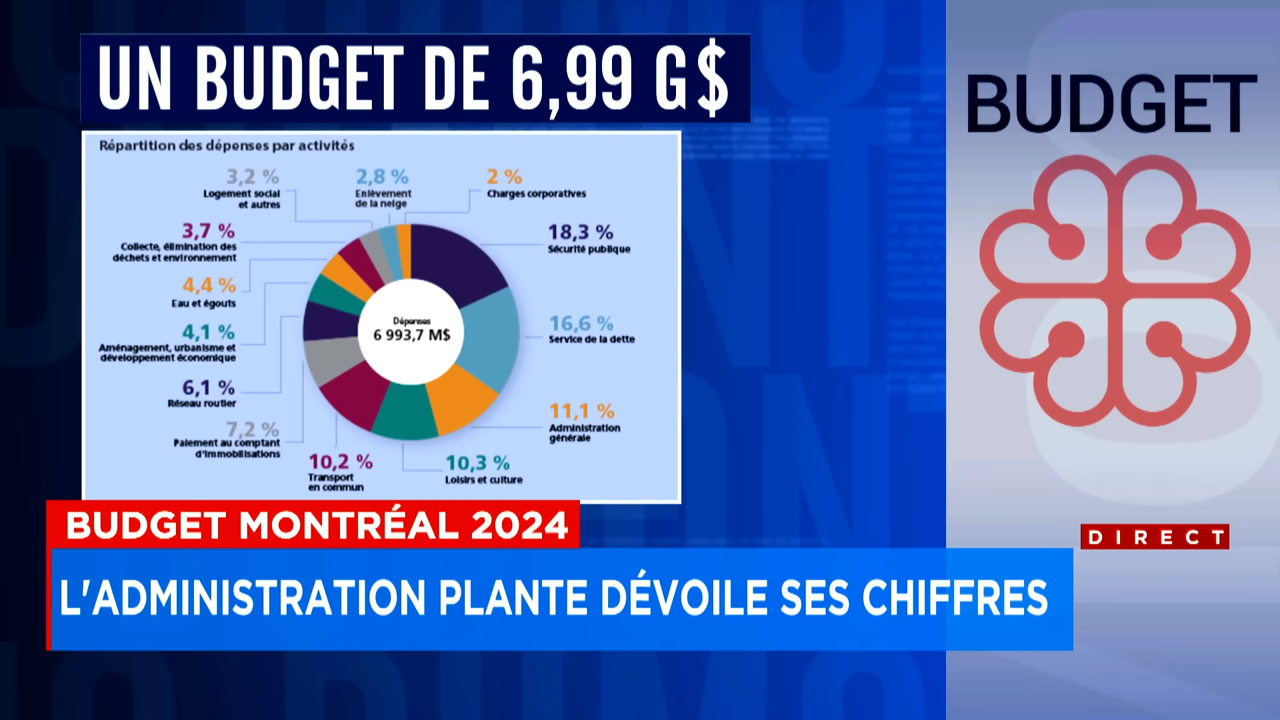 UN BUDGET DE 6,99 G$
BUDGET
Répartition des dépenses par activités
3,2 %
Logement social
et autres
2,8 %
Enlèvement
de la neige
2 %
Charges corporatives
3,7 %
Collecte, élimination des
déchets et environnement
18,3 %
Sécurité publique
4,4 %
Eau et égouts
4,1 %
Aménagement, urbanisme et
développement économique
Dépenses
6 993,7 M$
16,6 %
Service de la dette
6,1 %
Réseau routier
11,1 %
Administration
générale
7,2 %
Paiement au comptant
d'immobilisations
10,2 %
Transport
en commun
10,3 %
Loisirs et culture
BUDGET MONTRÉAL 2024
DIRECT
L'ADMINISTRATION PLANTE DÉVOILE SES CHIFFRES